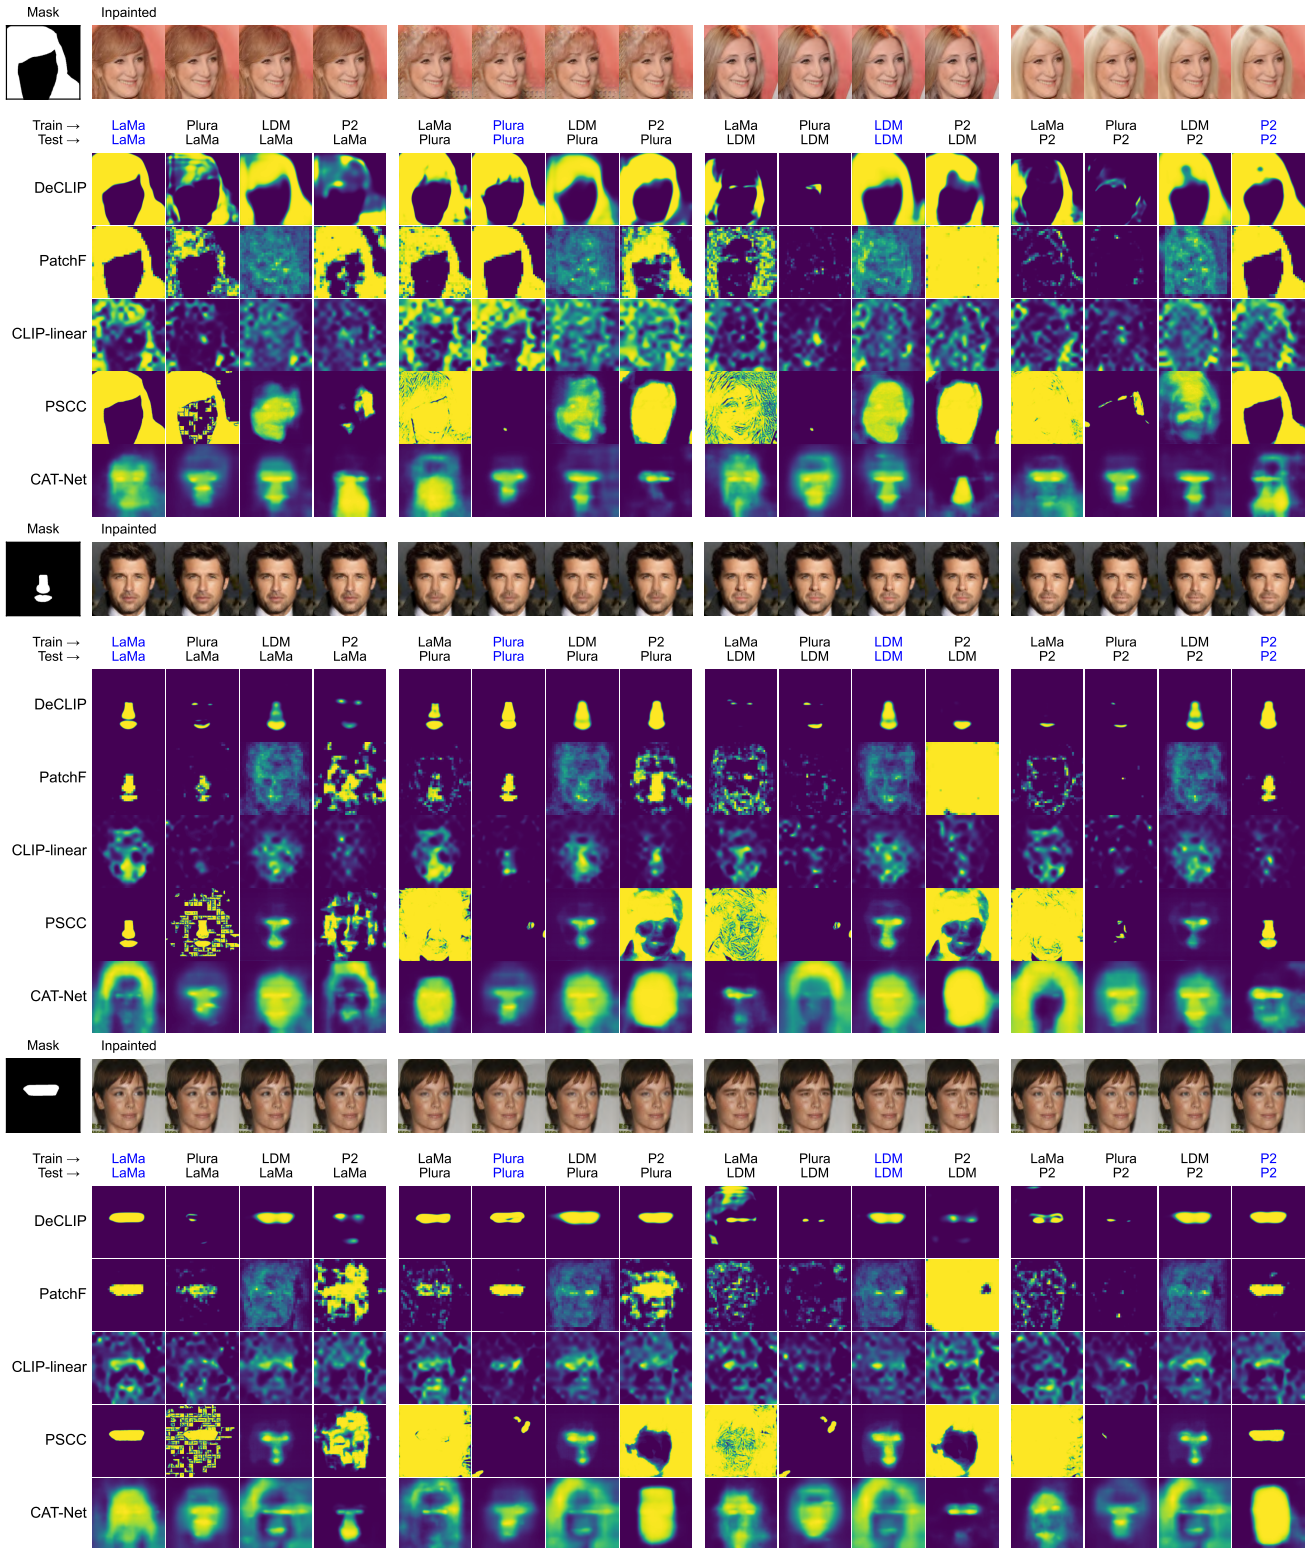 Mask Inpainted
Train → LaMa Plura LDM P2 LaMa Plura LDM P2 LaMa Plura LDM P2 LaMa Plura LDM P2
Test → LaMa LaMa LaMa LaMa Plura Plura Plura Plura LDM LDM LDM LDM P2 P2 P2 P2
DeCLIP
PatchF
CLIP-linear
PSCC
CAT-Net
Mask Inpainted
Train → LaMa Plura LDM P2 LaMa Plura LDM P2 LaMa Plura LDM P2 LaMa Plura LDM P2
Test → LaMa LaMa LaMa LaMa Plura Plura Plura Plura LDM LDM LDM LDM P2 P2 P2 P2
DeCLIP
PatchF
CLIP-linear
PSCC
CAT-Net
Mask Inpainted
Train → LaMa Plura LDM P2 LaMa Plura LDM P2 LaMa Plura LDM P2 LaMa Plura LDM P2
Test → LaMa LaMa LaMa LaMa Plura Plura Plura Plura LDM LDM LDM LDM P2 P2 P2 P2
DeCLIP
PatchF
CLIP-linear
PSCC
CAT-Net